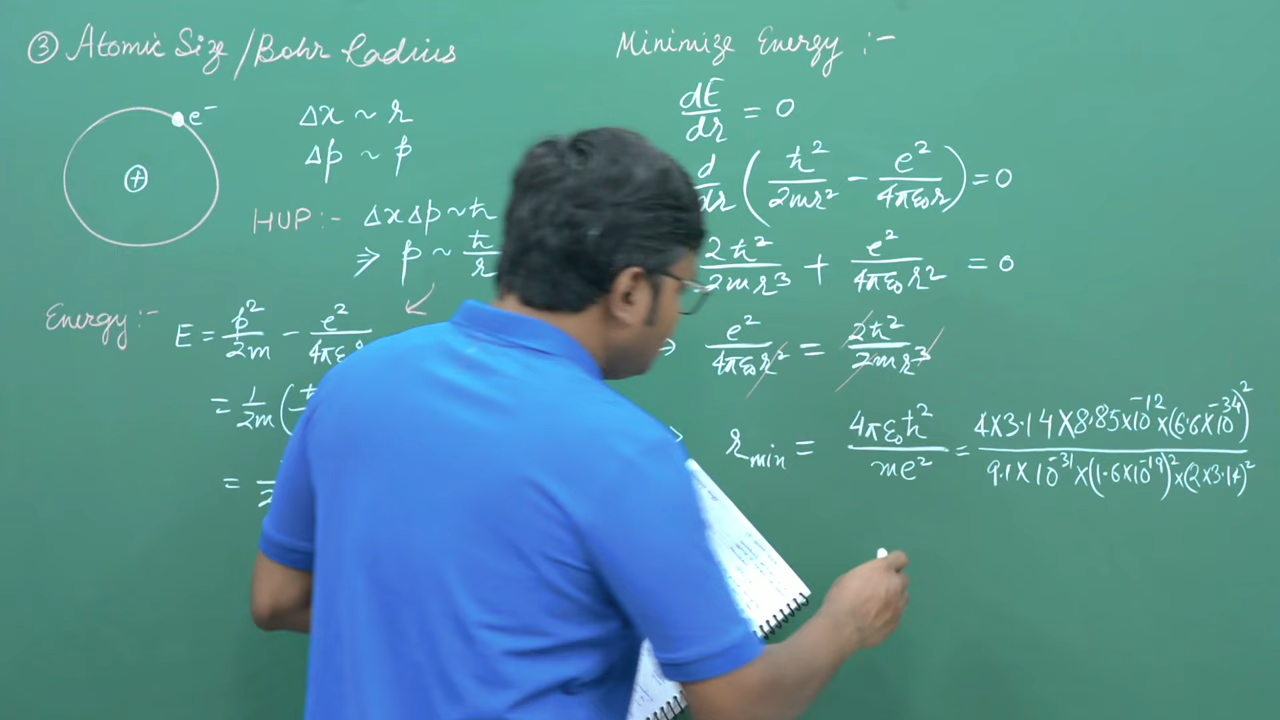 ③ Atomic Size/Bohr Radius
e⁻
⊕
Δx ~ r
Δp ~ p
HUP :- ΔxΔp ~ ħ
⇒ p ~ ħ/r
Energy :- E = p²/2m − e²/4πε₀
= 1/2m (ħ
=
Minimize Energy :-
dE/dr = 0
d/dr (ħ²/2mr² − e²/4πε₀r) = 0
2ħ²/2mr³ + e²/4πε₀r² = 0
⇒ e²/4πε₀r² = 2ħ²/2mr³
⇒ r_min = 4πε₀ħ²/me² = 4×3.14×8.85×10⁻¹²×(6.6×10⁻³⁴)²/9.1×10⁻³¹×(1.6×10⁻¹⁹)²×(2×3.14)²